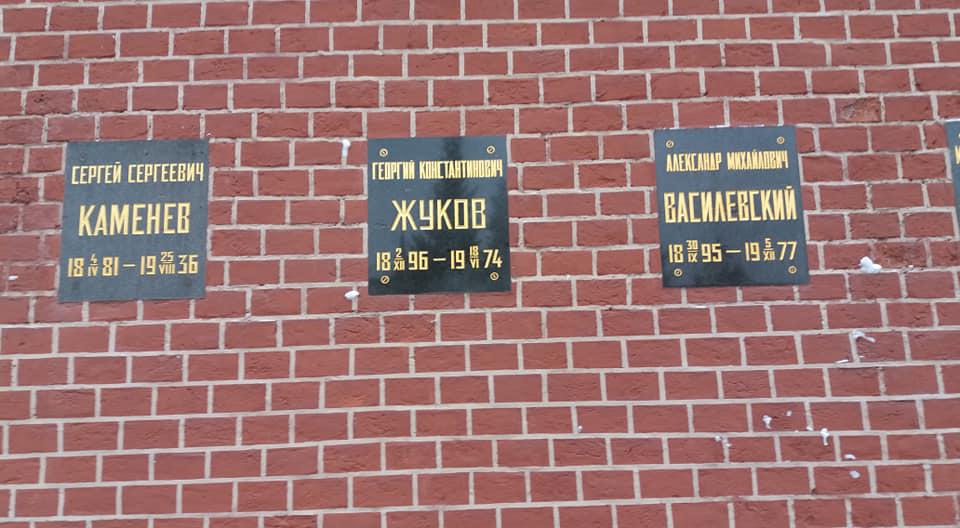 СЕРГЕЙ СЕРГЕЕВИЧ
КАМЕНЕВ
18 4/IV 81 — 19 25/VIII 36
ГЕОРГИЙ КОНСТАНТИНОВИЧ
ЖУКОВ
18 2/XII 96 — 19 18/VI 74
АЛЕКСАНДР МИХАЙЛОВИЧ
ВАСИЛЕВСКИЙ
18 30/IX 95 — 19 5/XII 77